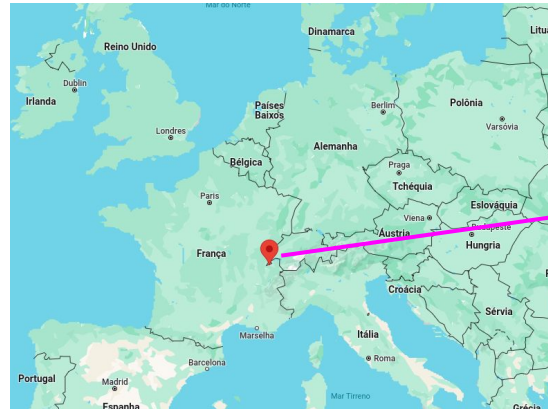 Mar do Norte
Dinamarca
Litu
Reino Unido
Dublin
Irlanda
Países
Baixos
Berlim
Polônia
Londres
Varsóvia
Alemanha
Bélgica
Praga
Tchéquia
Paris
Eslováquia
Viena
Budapeste
Áustria
França
Hungria
Croácia
Sérvia
Marselha
Itália
Barcelona
Roma
Portugal
Madrid
Espanha
Mar Tirreno
Grécia